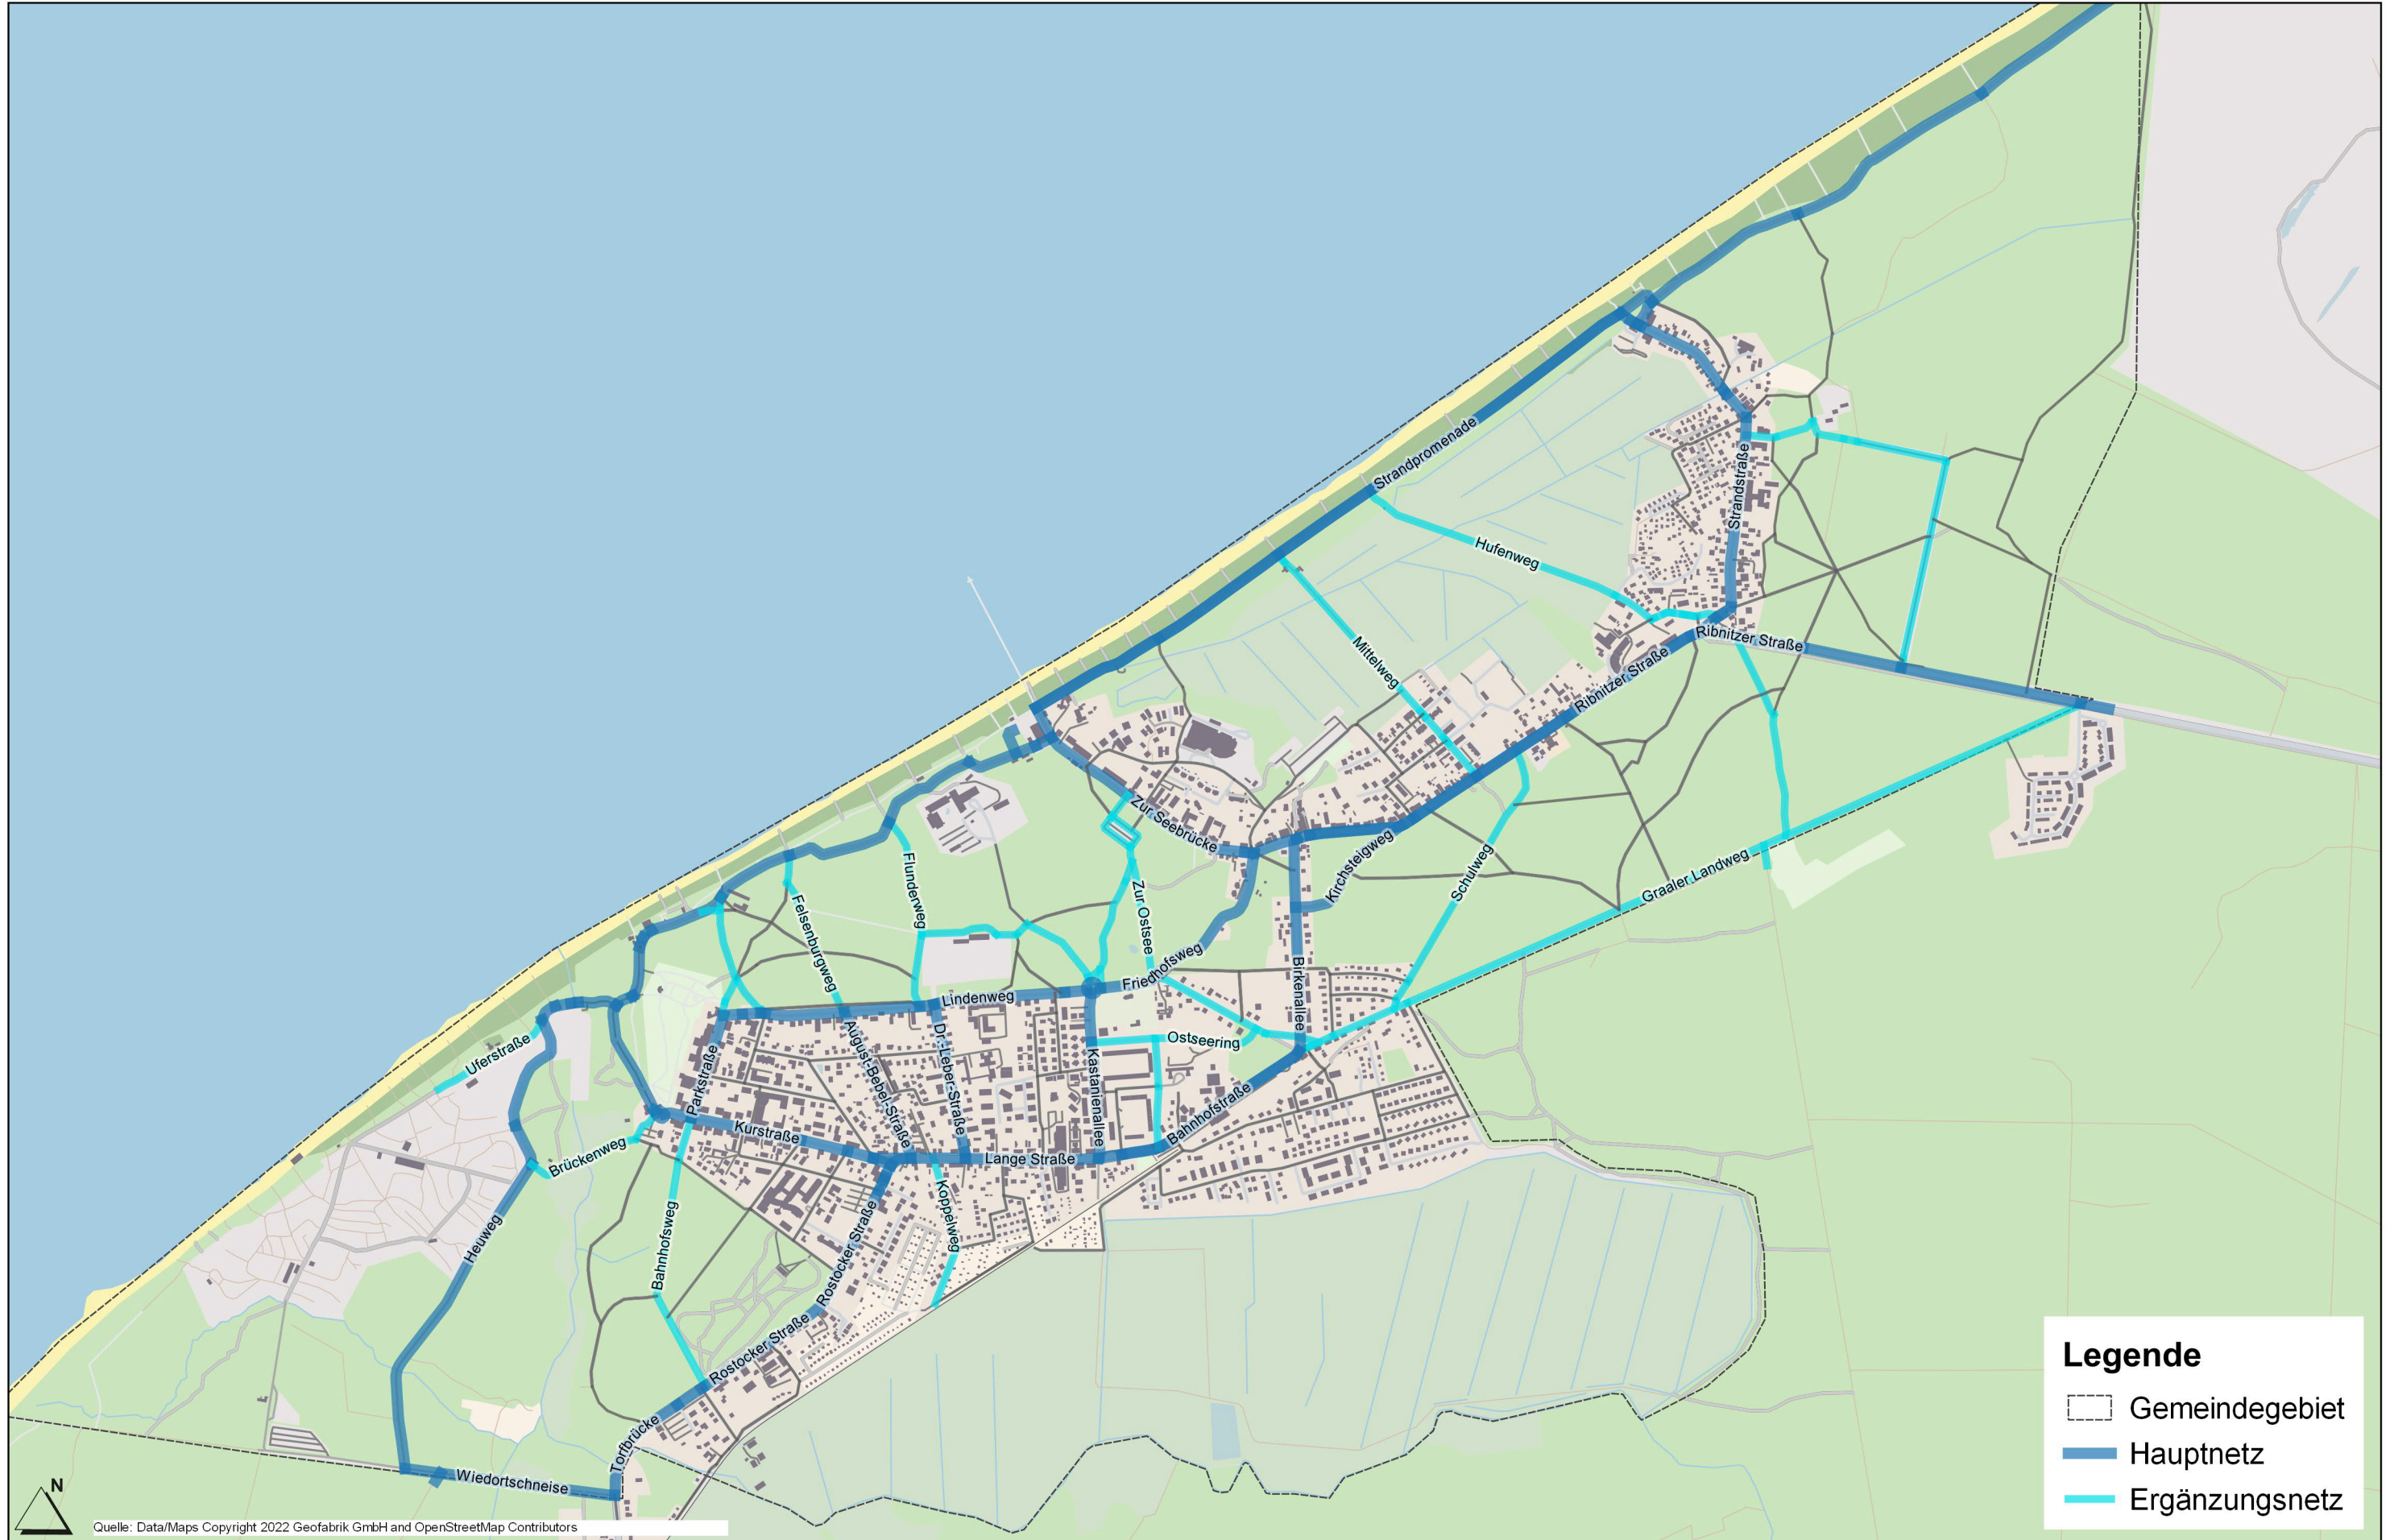 Strandpromenade
Strandstraße
Hufenweg
Ribnitzer Straße
Mittelweg
Ribnitzer Straße
Zur Seebrücke
Kirchsteigweg
Schulweg
Graaler Landweg
Flunderweg
Felsenburgweg
Zur Ostsee
Friedhofsweg
Birkenallee
Lindenweg
Uferstraße
Parkstraße
August-Bebel-Straße
Dr.-Leber-Straße
Kastanienallee
Ostseering
Bahnhofstraße
Kurstraße
Lange Straße
Brückenweg
Heuweg
Bahnhofsweg
Koppelweg
Rostocker Straße
Rostocker Straße
Torfbrücke
Wiedortschneise
Legende
Gemeindegebiet
Hauptnetz
Ergänzungsnetz
N
Quelle: Data/Maps Copyright 2022 Geofabrik GmbH and OpenStreetMap Contributors